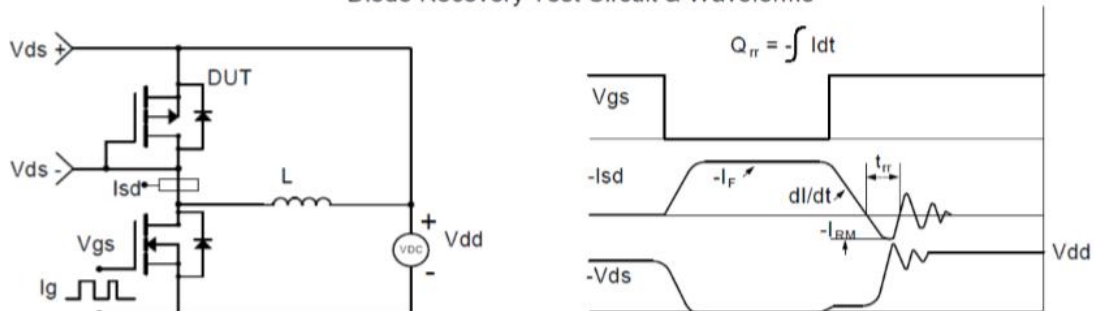 Diode Recovery Test Circuit & Waveforms
Vds +
DUT
Vds -
Isd
L
Vgs
Ig
VDC
+
-
Vdd
Qrr = -∫ Idt
Vgs
-Isd
-IF
dI/dt
trr
-IRM
Vdd
-Vds